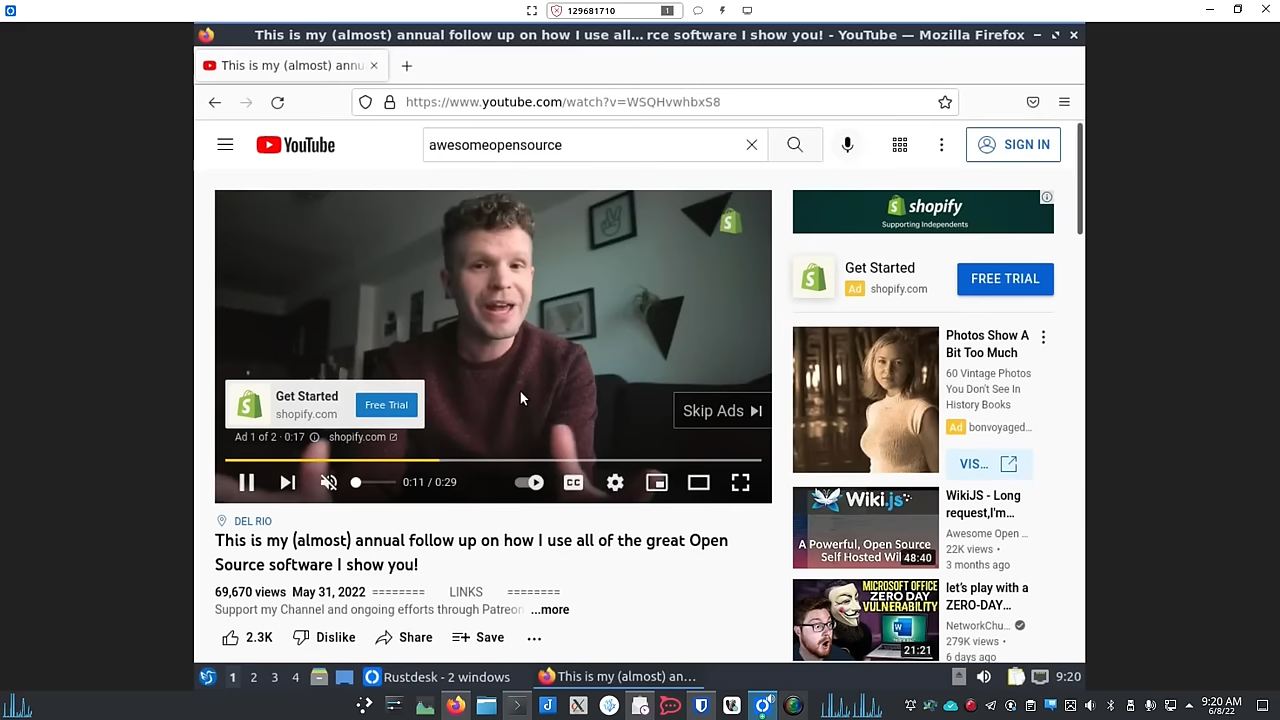 129681710
1
This is my (almost) annual follow up on how I use all... rce software I show you! - YouTube — Mozilla Firefox
This is my (almost) annu
https://www.youtube.com/watch?v=WSQHvwhbxS8
YouTube
awesomeopensource
SIGN IN
shopify
Supporting Independents
Get Started
Ad shopify.com
FREE TRIAL
Photos Show A
Bit Too Much
60 Vintage Photos
You Don't See In
History Books
Ad bonvoyaged...
VIS...
Get Started
shopify.com
Free Trial
Skip Ads
Ad 1 of 2 · 0:17 shopify.com
CC
0:11 / 0:29
Wiki.js
A Powerful, Open Source
Self Hosted Wi
48:40
WikiJS - Long
request,I'm...
Awesome Open ...
22K views •
3 months ago
DEL RIO
This is my (almost) annual follow up on how I use all of the great Open
Source software I show you!
69,670 views May 31, 2022 ======== LINKS ========
Support my Channel and ongoing efforts through Patreon ...more
2.3K Dislike Share Save
MICROSOFT OFFICE
ZERO DAY
VULNERABILITY
21:21
let's play with a
ZERO-DAY...
NetworkChu...
279K views •
6 days ago
1 2 3 4 Rustdesk - 2 windows This is my (almost) an... 9:20
9:20 AM
6/8/22